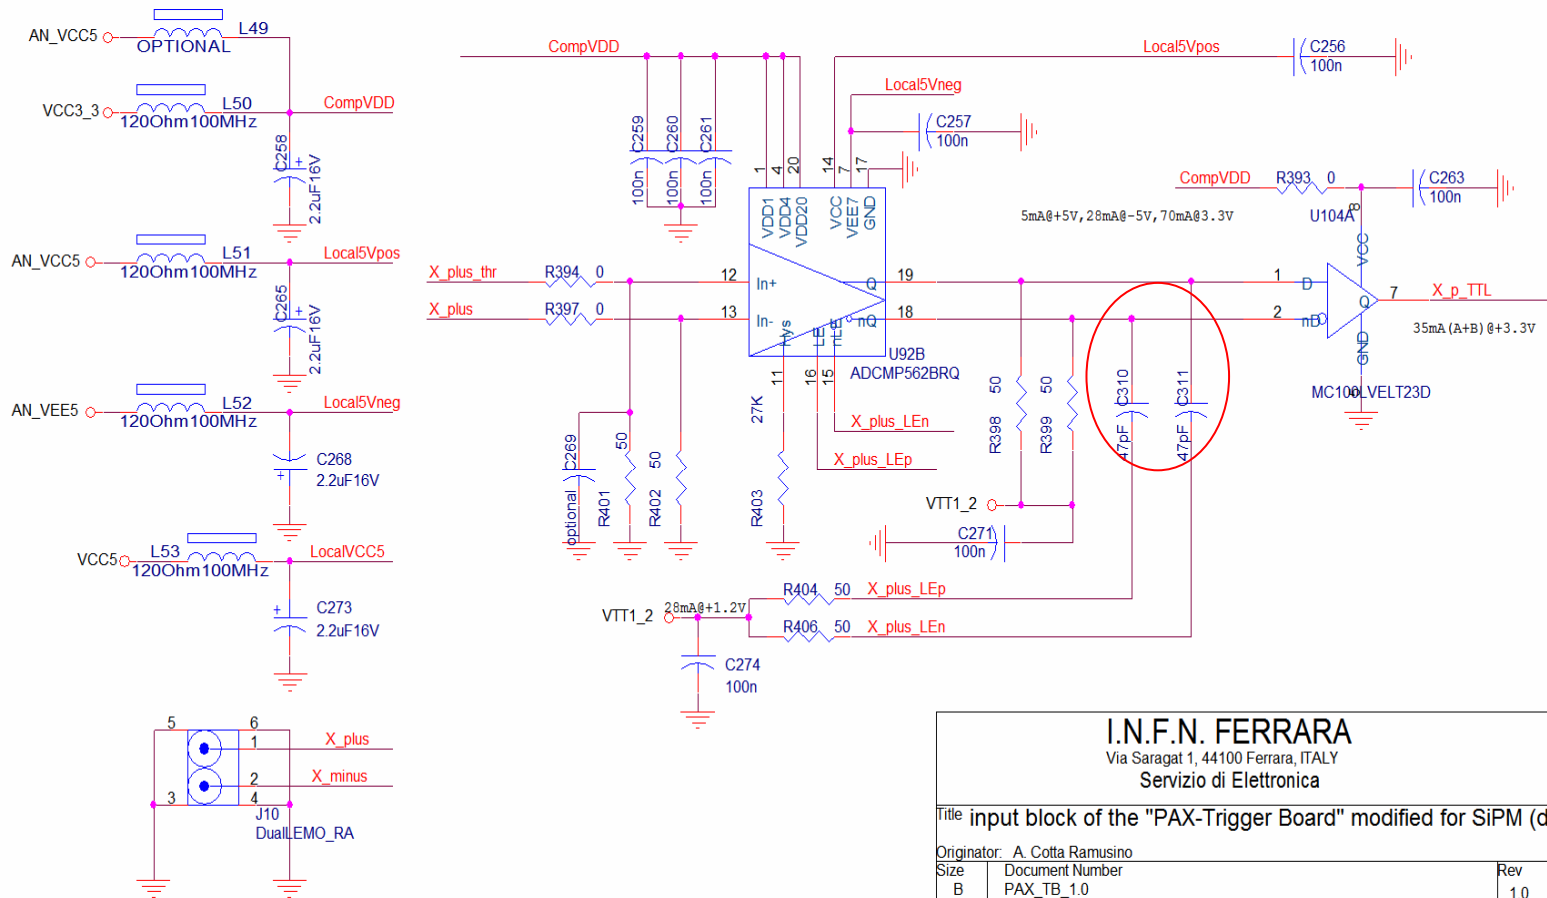 AN_VCC5
L49
OPTIONAL
VCC3_3
L50
120Ohm100MHz
CompVDD
C258
+
2.2uF16V
AN_VCC5
L51
120Ohm100MHz
Local5Vpos
C265
+
2.2uF16V
AN_VEE5
L52
120Ohm100MHz
Local5Vneg
C268
+
2.2uF16V
VCC5
L53
120Ohm100MHz
LocalVCC5
+
C273
2.2uF16V
5
6
1
X_plus
2
X_minus
3
4
J10
DualLEMO_RA
CompVDD
C259
C260
C261
100n
100n
100n
1
4
20
14
7
17
VDD1
VDD4
VDD20
VCC
VEE7
GND
Local5Vpos
C256
100n
Local5Vneg
C257
100n
X_plus_thr
R394 0
12
In+
X_plus
R397 0
13
In-
Q
19
nQ
18
Hys
LE
nLE
U92B
ADCMP562BRQ
11
16
15
27K
R403
X_plus_LEn
X_plus_LEp
C269
optional
50
R401
50
R402
CompVDD
R393 0
C263
100n
5mA@+5V,28mA@-5V,70mA@3.3V
U104A
8
VCC
1
D
2
nD
Q
7
X_p_TTL
35mA(A+B)@+3.3V
GND
5
MC100LVELT23D
50
R398
50
R399
C310
47pF
C311
47pF
VTT1_2
C271
100n
VTT1_2
28mA@+1.2V
R404 50
X_plus_LEp
R406 50
X_plus_LEn
C274
100n
I.N.F.N. FERRARA
Via Saragat 1, 44100 Ferrara, ITALY
Servizio di Elettronica
Title input block of the "PAX-Trigger Board" modified for SiPM (d
Originator: A. Cotta Ramusino
Size
Document Number
Rev
B
PAX_TB_1.0
1.0